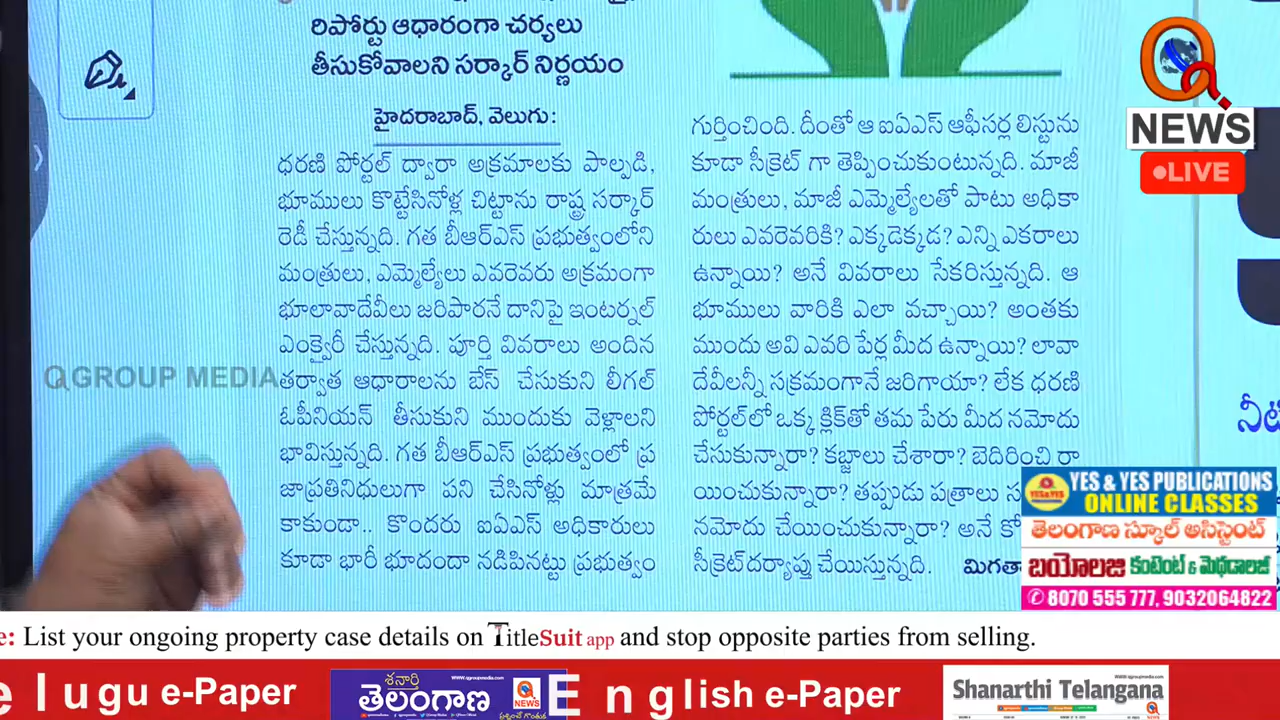 రిపోర్టు ఆధారంగా చర్యలు
తీసుకోవాలని సర్కార్ నిర్ణయం
హైదరాబాద్, వెలుగు:
ధరణి పోర్టల్ ద్వారా అక్రమాలకు పాల్పడి,
భూములు కొట్టేసినోళ్ల చిట్టాను రాష్ట్ర సర్కార్
రెడీ చేస్తున్నది. గత బీఆర్ఎస్ ప్రభుత్వంలోని
మంత్రులు, ఎమ్మెల్యేలు ఎవరెవరు అక్రమంగా
భూలావాదేవీలు జరిపారనే దానిపై ఇంటర్నల్
ఎంక్వైరీ చేస్తున్నది. పూర్తి వివరాలు అందిన
తర్వాత ఆధారాలను బేస్ చేసుకుని లీగల్
ఓపీనియన్ తీసుకుని ముందుకు వెళ్లాలని
భావిస్తున్నది. గత బీఆర్ఎస్ ప్రభుత్వంలో ప్ర
జాప్రతినిధులుగా పని చేసినోళ్లు మాత్రమే
కాకుండా.. కొందరు ఐఏఎస్ అధికారులు
కూడా భారీ భూదందా నడిపినట్టు ప్రభుత్వం
గుర్తించింది. దీంతో ఆ ఐఏఎస్ ఆఫీసర్ల లిస్టును
కూడా సీక్రెట్ గా తెప్పించుకుంటున్నది. మాజీ
మంత్రులు, మాజీ ఎమ్మెల్యేలతో పాటు అధికా
రులు ఎవరెవరికి? ఎక్కడెక్కడ? ఎన్ని ఎకరాలు
ఉన్నాయి? అనే వివరాలు సేకరిస్తున్నది. ఆ
భూములు వారికి ఎలా వచ్చాయి? అంతకు
ముందు అవి ఎవరి పేర్ల మీద ఉన్నాయి? లావా
దేవీలన్నీ సక్రమంగానే జరిగాయా? లేక ధరణి
పోర్టల్‌లో ఒక్క క్లిక్‌తో తమ పేరు మీద నమోదు
చేసుకున్నారా? కబ్జాలు చేశారా? బెదిరించి రా
యించుకున్నారా? తప్పుడు పత్రాలు
నమోదు చేయించుకున్నారా? అనే
సీక్రెట్ దర్యాప్తు చేయిస్తున్నది.
QGROUP MEDIA
Q
NEWS
LIVE
YES & YES PUBLICATIONS
ONLINE CLASSES
తెలంగాణ స్కూల్ అసిస్టెంట్
బయోలజి కంటెంట్ & మెథడాలజీ
8070 555 777, 9032064822
e: List your ongoing property case details on TitleSuit app and stop opposite parties from selling.
e lugu e-Paper
శనార్తి
తెలంగాణ
NEWS
English e-Paper
Shanarthi Telangana